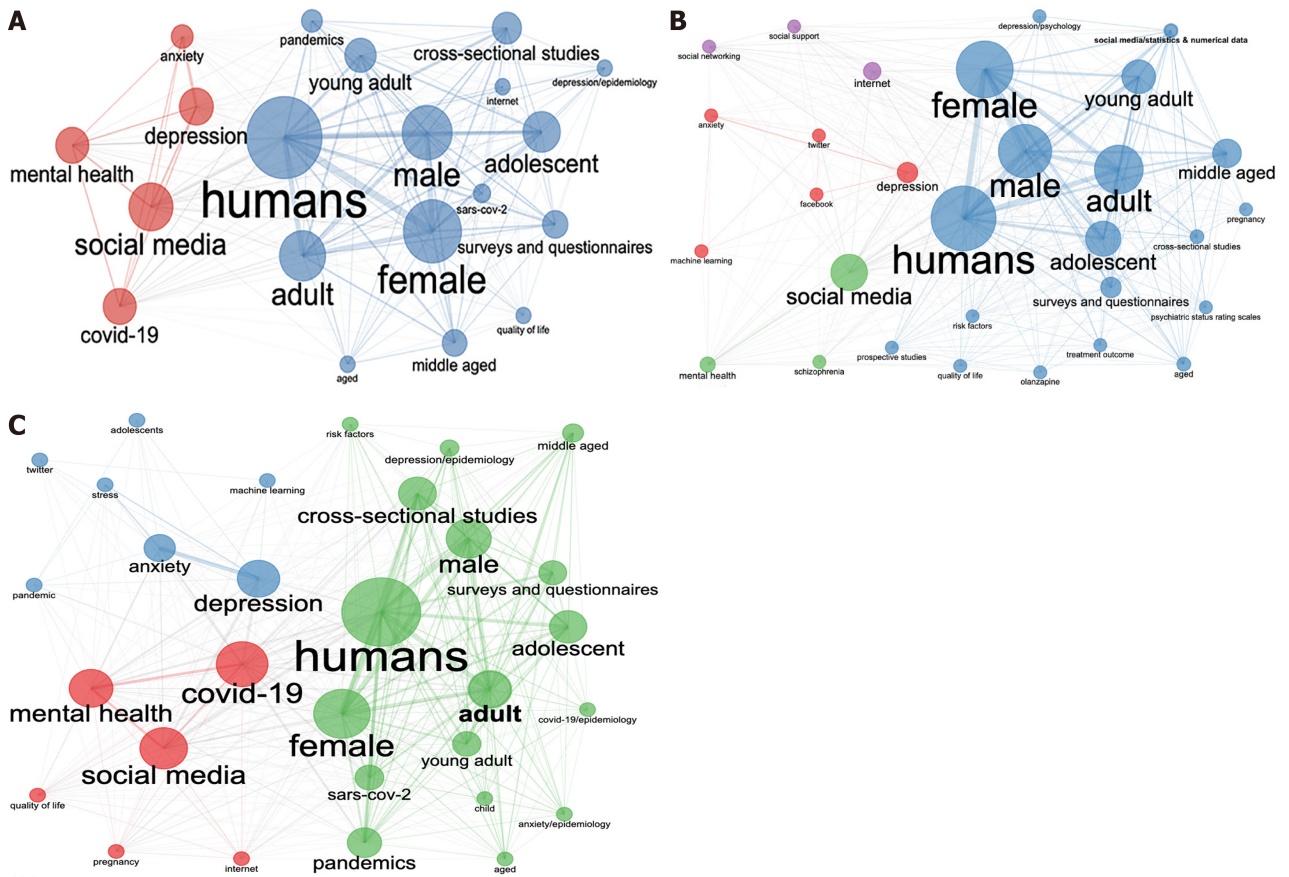 A
anxiety
pandemics
cross-sectional studies
young adult
depression/epidemiology
internet
depression
mental health
male
adolescent
humans
sars-cov-2
social media
surveys and questionnaires
adult
female
covid-19
quality of life
middle aged
aged
B
depression/psychology
social support
social media/statistics & numerical data
social networking
internet
female
young adult
anxiety
twitter
middle aged
depression
male
adult
facebook
pregnancy
cross-sectional studies
machine learning
humans
adolescent
social media
surveys and questionnaires
psychiatric status rating scales
risk factors
treatment outcome
prospective studies
mental health
schizophrenia
quality of life
olanzapine
aged
C
adolescents
risk factors
middle aged
depression/epidemiology
twitter
stress
machine learning
cross-sectional studies
anxiety
male
surveys and questionnaires
pandemic
depression
adolescent
humans
covid-19
mental health
adult
covid-19/epidemiology
female
young adult
social media
sars-cov-2
quality of life
child
anxiety/epidemiology
pregnancy
internet
pandemics
aged